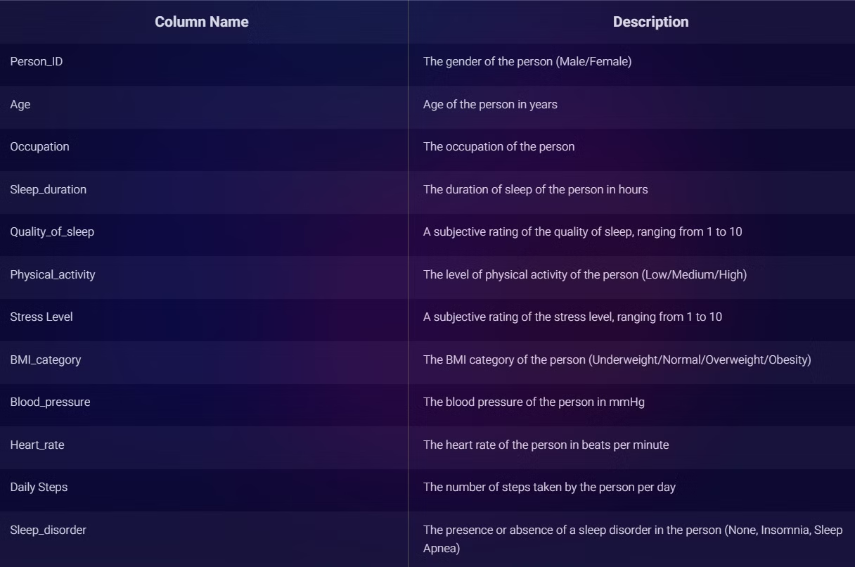 Column Name Description
Person_ID The gender of the person (Male/Female)
Age Age of the person in years
Occupation The occupation of the person
Sleep_duration The duration of sleep of the person in hours
Quality_of_sleep A subjective rating of the quality of sleep, ranging from 1 to 10
Physical_activity The level of physical activity of the person (Low/Medium/High)
Stress Level A subjective rating of the stress level, ranging from 1 to 10
BMI_category The BMI category of the person (Underweight/Normal/Overweight/Obesity)
Blood_pressure The blood pressure of the person in mmHg
Heart_rate The heart rate of the person in beats per minute
Daily Steps The number of steps taken by the person per day
Sleep_disorder The presence or absence of a sleep disorder in the person (None, Insomnia, Sleep
Apnea)